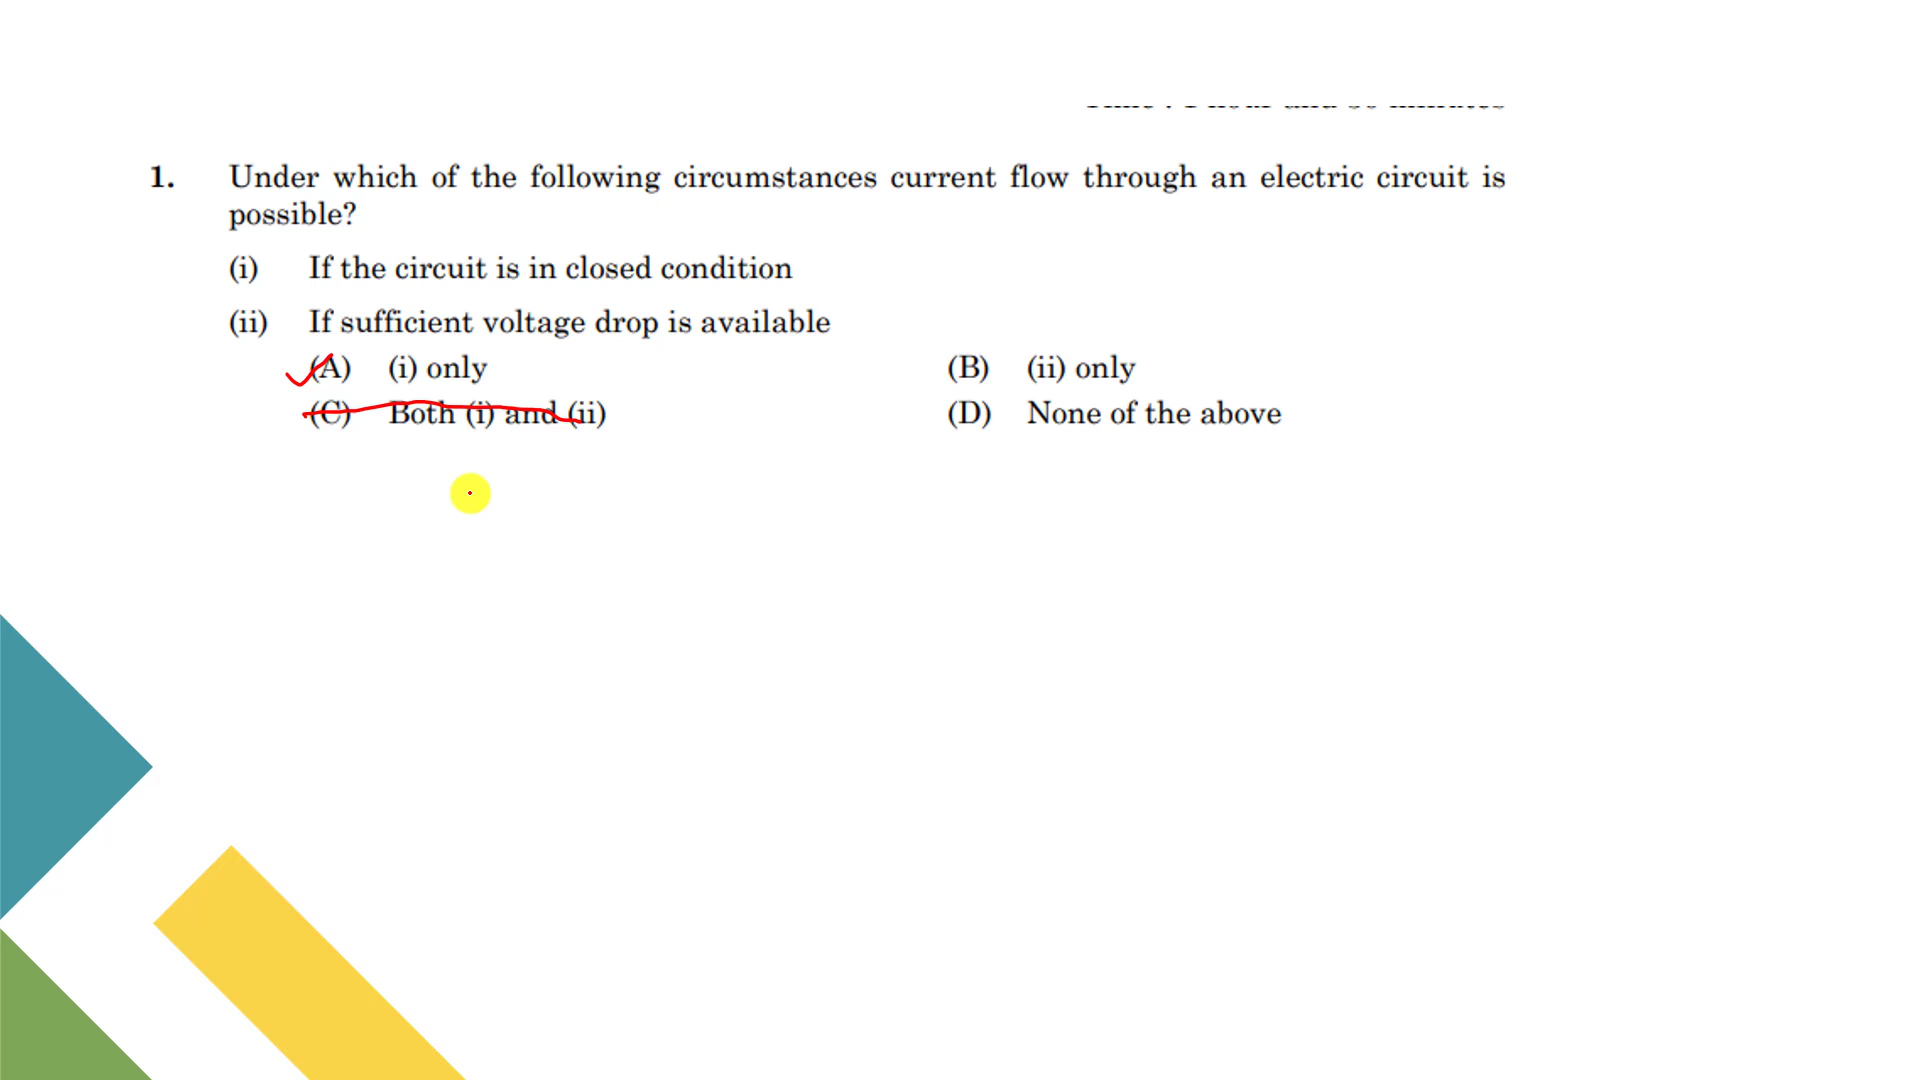 1. Under which of the following circumstances current flow through an electric circuit is
possible?
(i) If the circuit is in closed condition
(ii) If sufficient voltage drop is available
(A) (i) only (B) (ii) only
(C) Both (i) and (ii) (D) None of the above